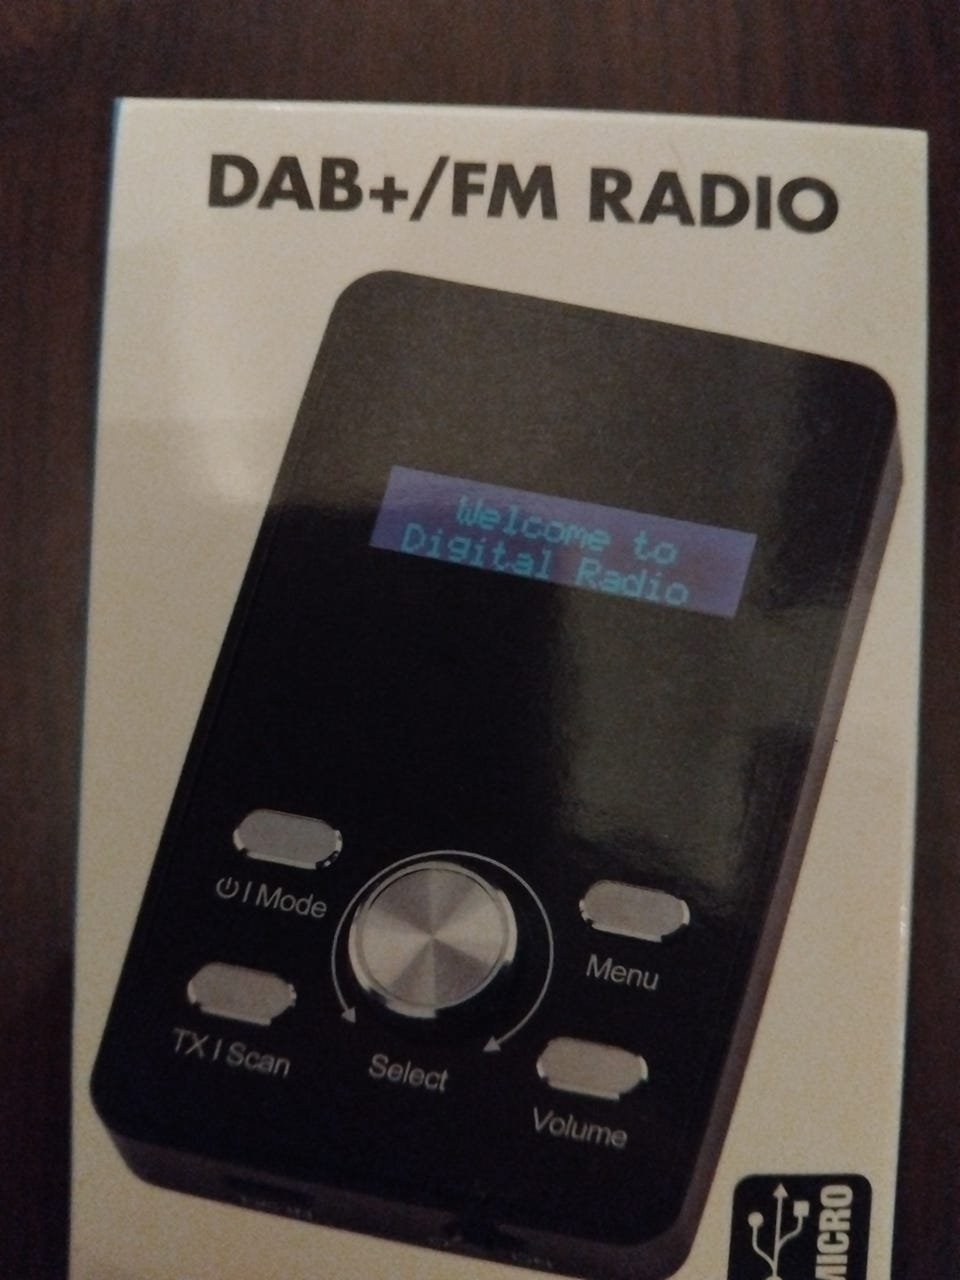 DAB+/FM RADIO
Welcome to
Digital Radio
⏻ | Mode
Menu
TX | Scan
Select
Volume
MICRO